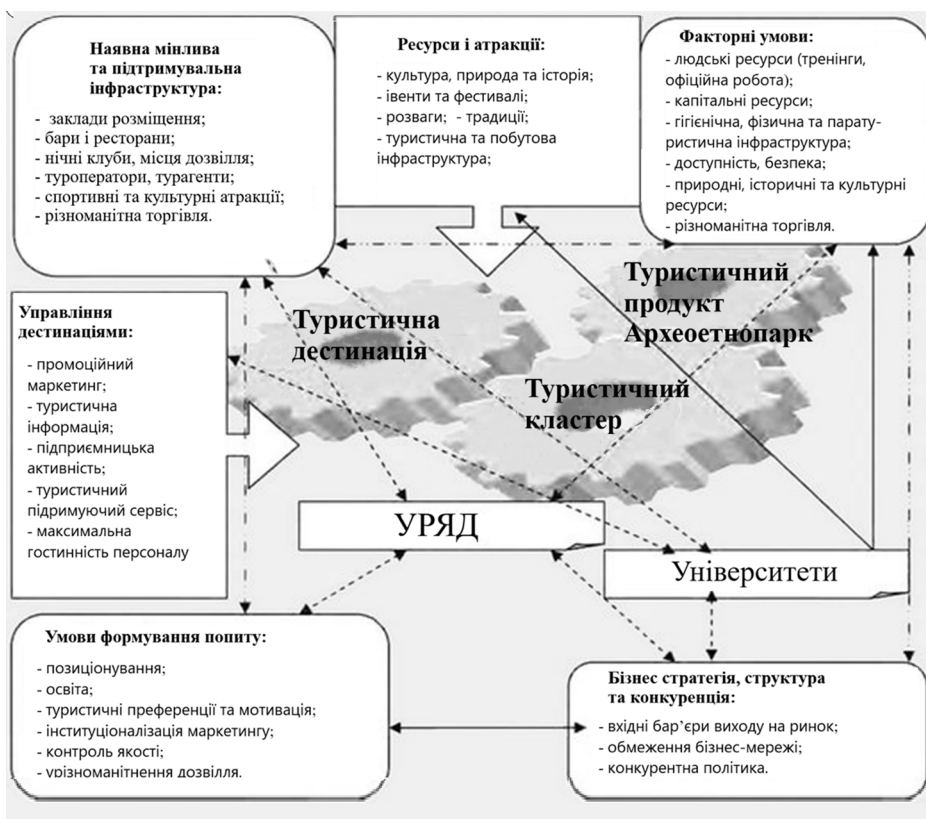 Наявна мінлива
та підтримувальна
інфраструктура:
- заклади розміщення;
- бари і ресторани;
- нічні клуби, місця дозвілля;
- туроператори, турагенти;
- спортивні та культурні атракції;
- різноманітна торгівля.
Ресурси і атракції:
- культура, природа та історія;
- івенти та фестивалі;
- розваги; - традиції;
- туристична та побутова
інфраструктура;
Факторні умови:
- людські ресурси (тренінги,
офіційна робота);
- капітальні ресурси;
- гігієнічна, фізична та парату-
ристична інфраструктура;
- доступність, безпека;
- природні, історичні та культурні
ресурси;
- різноманітна торгівля.
Управління
дестинаціями:
- промоційний
маркетинг;
- туристична
інформація;
- підприємницька
активність;
- туристичний
підримуючий сервіс;
- максимальна
гостинність персоналу
Туристична
дестинація
Туристичний
продукт
Археоетнопарк
Туристичний
кластер
УРЯД
Університети
Умови формування попиту:
- позиціонування;
- освіта;
- туристичні преференції та мотивація;
- інституціоналізація маркетингу;
- контроль якості;
- урізноманітнення дозвілля.
Бізнес стратегія, структура
та конкуренція:
- вхідні бар’єри виходу на ринок;
- обмеження бізнес-мережі;
- конкурентна політика.